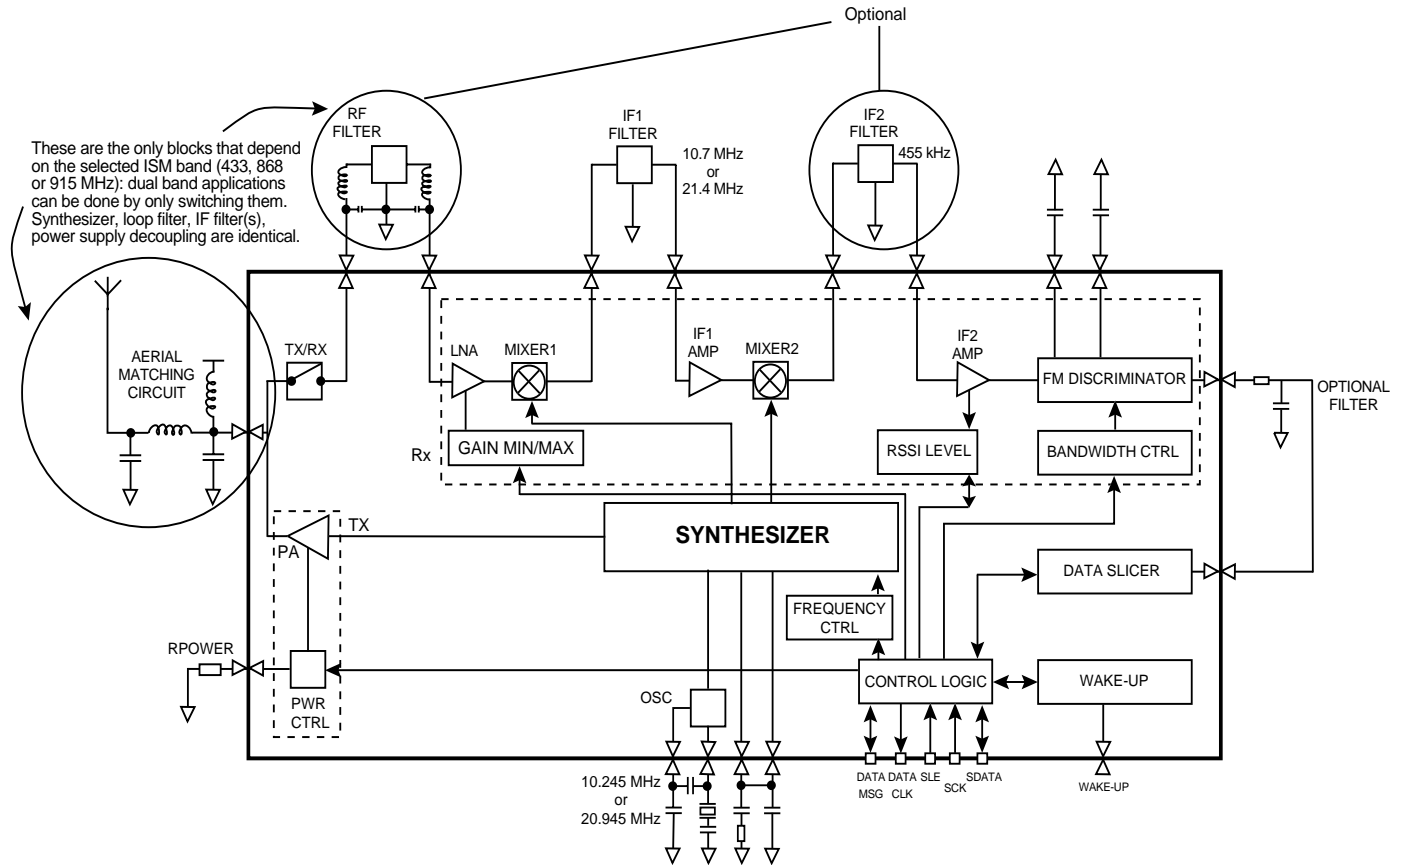 Optional
RF
FILTER
IF1
FILTER
10.7 MHz
or
21.4 MHz
IF2
FILTER
455 kHz
These are the only blocks that depend
on the selected ISM band (433, 868
or 915 MHz): dual band applications
can be done by only switching them.
Synthesizer, loop filter, IF filter(s),
power supply decoupling are identical.
AERIAL
MATCHING
CIRCUIT
TX/RX
LNA
MIXER1
IF1
AMP
MIXER2
IF2
AMP
FM DISCRIMINATOR
OPTIONAL
FILTER
Rx
GAIN MIN/MAX
RSSI LEVEL
BANDWIDTH CTRL
TX
PA
SYNTHESIZER
DATA SLICER
FREQUENCY
CTRL
RPOWER
PWR
CTRL
OSC
CONTROL LOGIC
WAKE-UP
10.245 MHz
or
20.945 MHz
DATA
MSG
DATA
CLK
SLE
SCK
SDATA
WAKE-UP